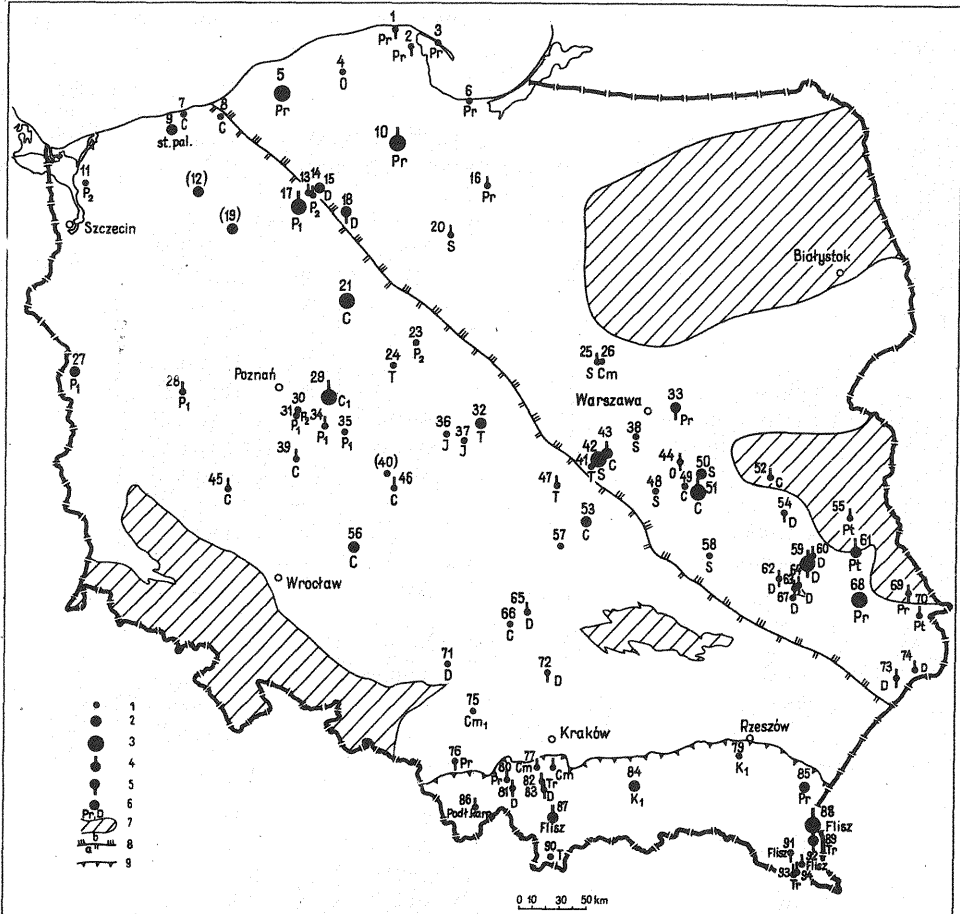 1
Pr
2
Pr
3
Pr
4
O
5
Pr
6
Pr
7
C
8
C
9
st.pal.
10
Pr
11
P2
(12)
13
14
P2
15
D
16
Pr
17
P1
18
D
(19)
20
S
Szczecin
Białystok
21
C
23
P2
24
T
25
S
26
Cm
27
P1
28
P1
Poznań
29
C1
30
P2
31
P1
32
T
Warszawa
33
Pr
34
P1
35
P1
36
J
37
J
38
S
39
C
(40)
41
T
42
S
43
C
44
O
45
C
46
C
47
T
48
S
49
C
50
S
51
C
52
C
53
C
54
D
55
Pt
56
C
57
58
S
59
D
60
D
61
Pt
62
D
63
64
D
67
D
65
D
66
C
68
Pr
69
Pr
70
Pt
Wrocław
71
D
72
D
73
D
74
D
75
Cm1
Kraków
Rzeszów
76
Pr
77
Cm
Cm
79
K1
80
Pr
81
D
82
Tr
83
D
84
K1
85
Pr
86
Podł.Karp.
87
Flisz
88
Flisz
89
Tr
90
T
91
Flisz
92
Flisz
93
Tr
94
1
2
3
4
5
6
Pr, D
7
b
a
8
9
0 10 30 50 km